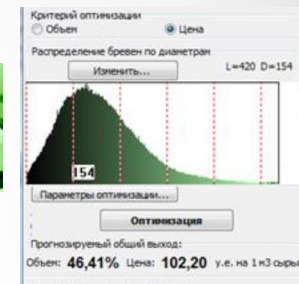 Критерий оптимизации
Объем Цена
Распределение бревен по диаметрам
Изменить... L=420 D=154
154
Параметры оптимизации...
Оптимизация
Прогнозируемый общий выход:
Объем: 46,41% Цена: 102,20 у.е. на 1 м3 сырья